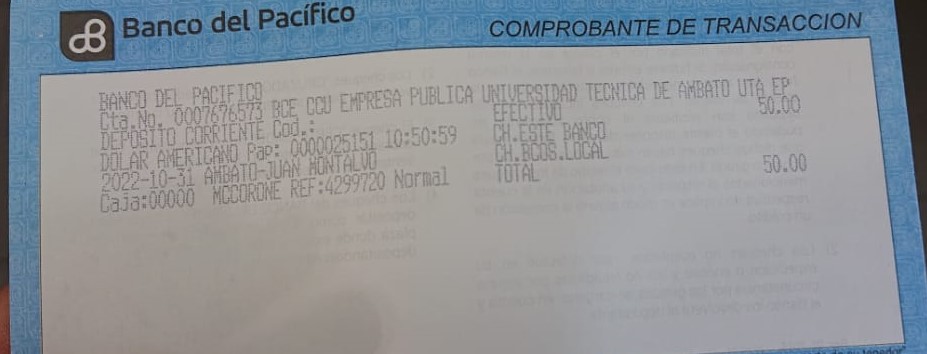 Banco del Pacífico
COMPROBANTE DE TRANSACCION
BANCO DEL PACIFICO
Cta.No. 0007676573 BCE CCU EMPRESA PUBLICA UNIVERSIDAD TECNICA DE AMBATO UTA EP
DEPOSITO CORRIENTE Cod.: EFECTIVO 50.00
DOLAR AMERICANO Pap: 0000025151 10:50:59 CH.ESTE BANCO
2022-10-31 AMBATO-JUAN MONTALVO CH.BCOS.LOCAL
Caja:00000 MCCORONE REF:4299720 Normal TOTAL 50.00